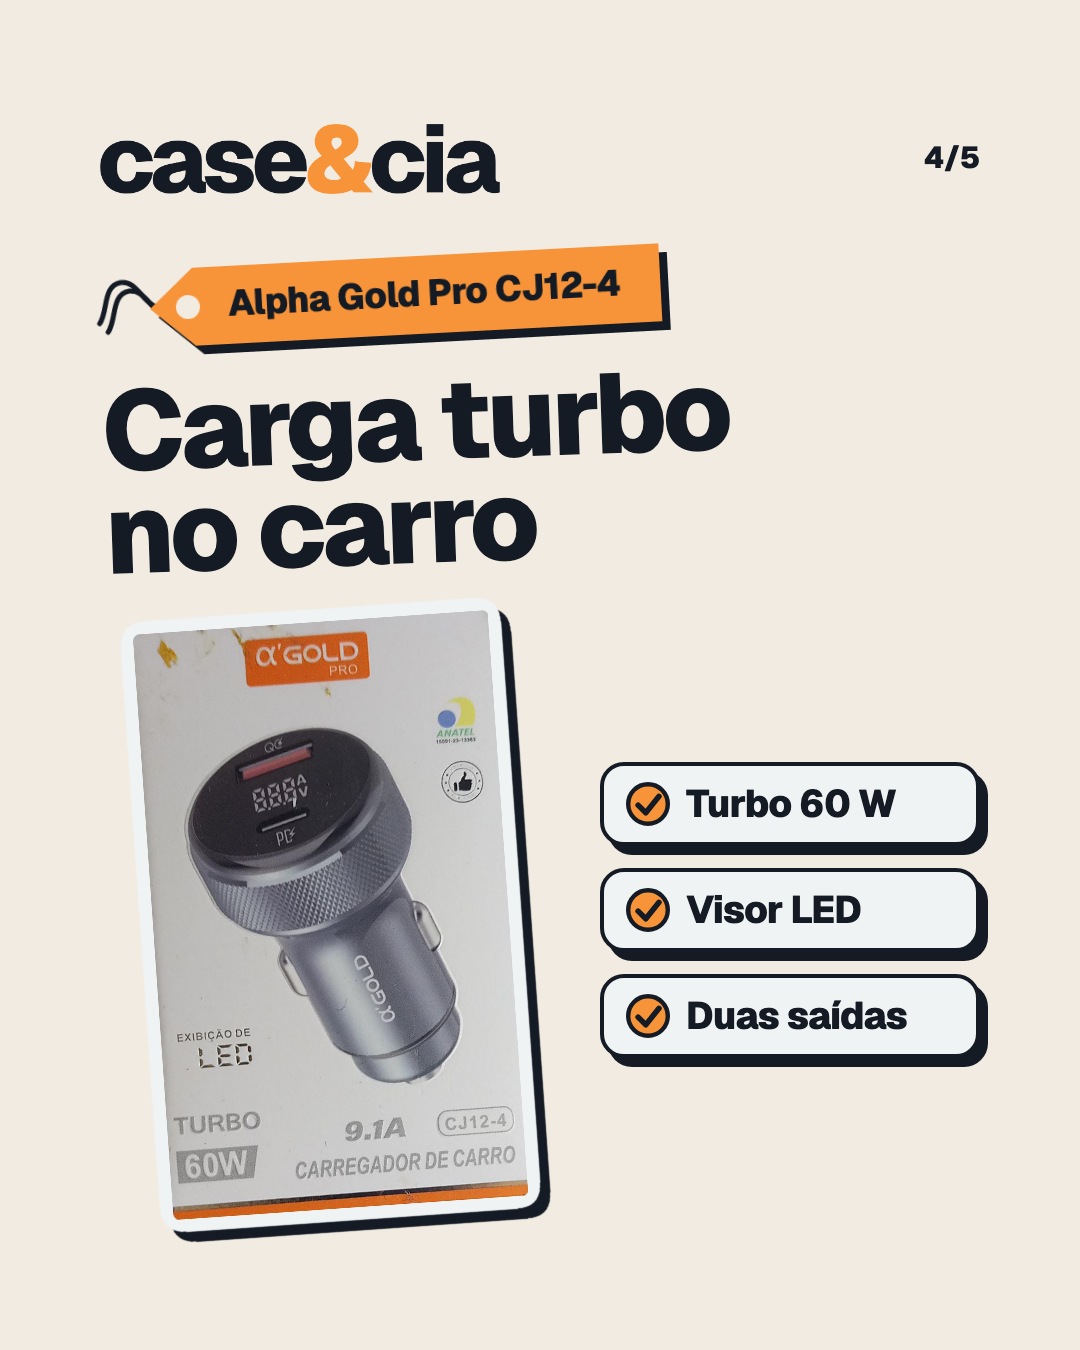 case&cia
4/5
Alpha Gold Pro CJ12-4
Carga turbo
no carro
α'GOLD
PRO
ANATEL
QC
A
V
PD
α'GOLD
EXIBIÇÃO DE
LED
TURBO
60W
9.1A
CJ12-4
CARREGADOR DE CARRO
Turbo 60 W
Visor LED
Duas saídas